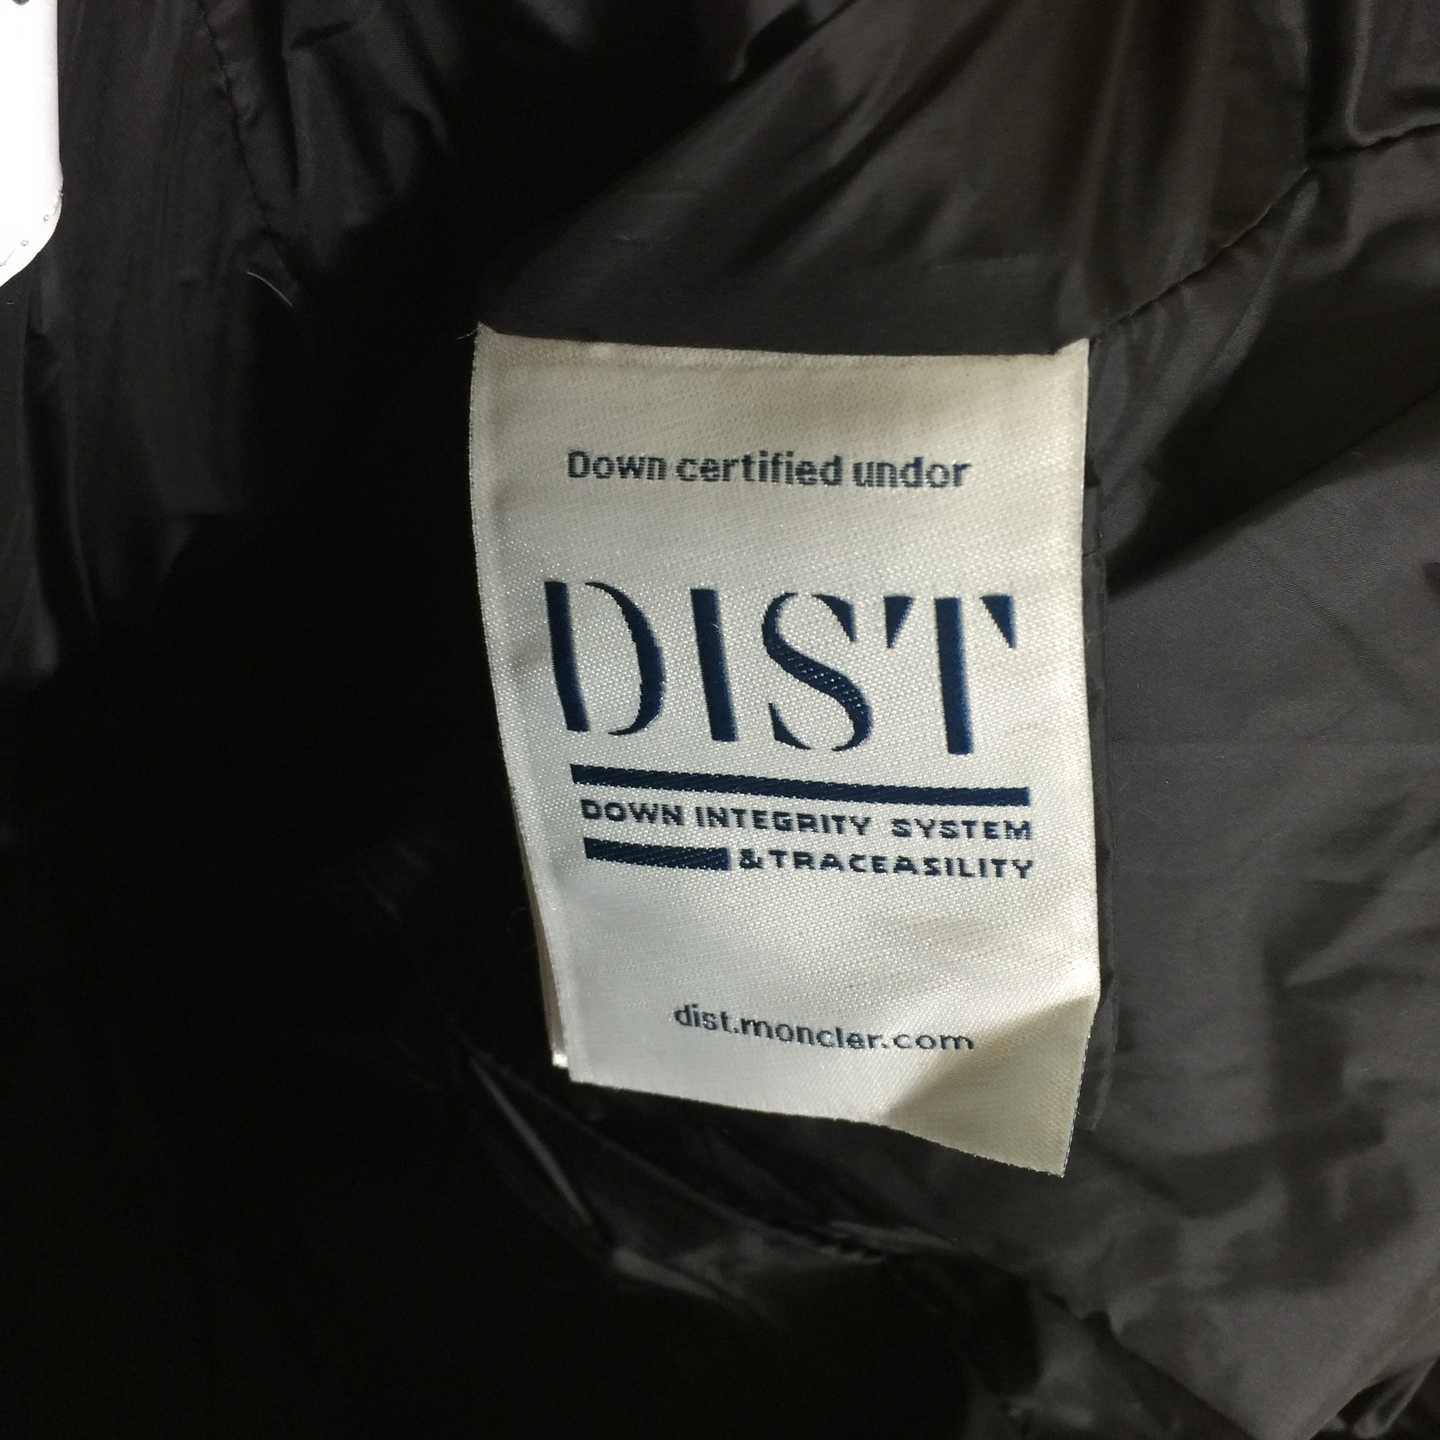 Down certified undor
DIST
DOWN INTEGRITY SYSTEM
& TRACEASILITY
dist.moncler.com